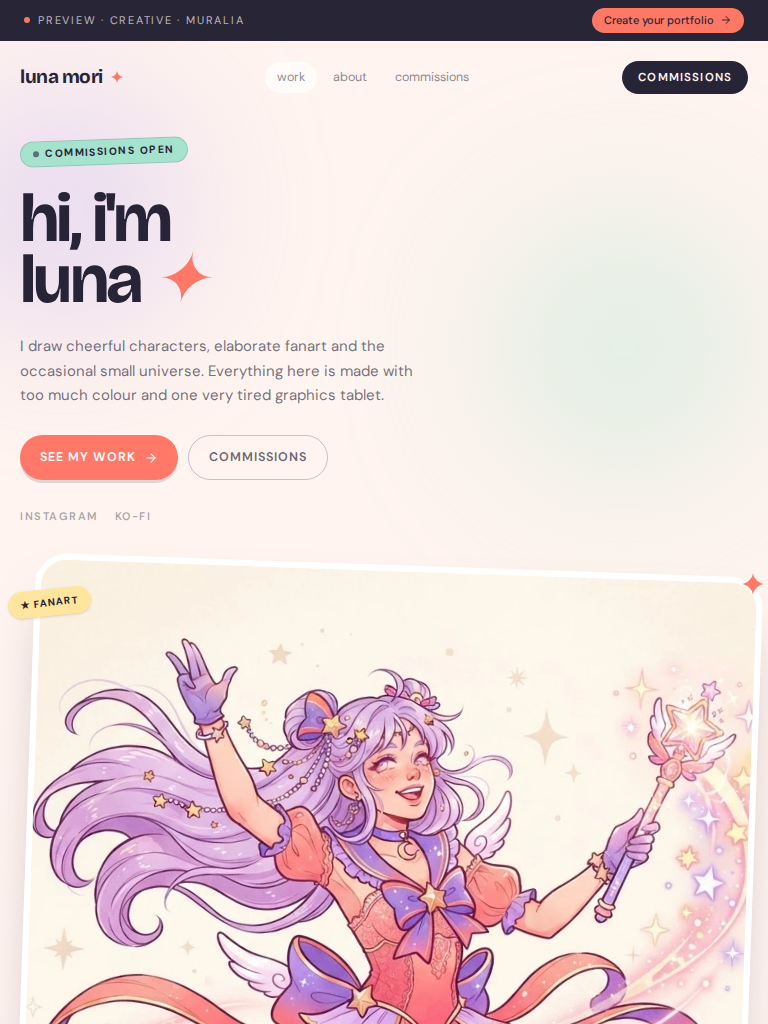 PREVIEW · CREATIVE · MURALIA
Create your portfolio →
luna mori
work
about
commissions
COMMISSIONS
COMMISSIONS OPEN
hi, i'm
luna
I draw cheerful characters, elaborate fanart and the
occasional small universe. Everything here is made with
too much colour and one very tired graphics tablet.
SEE MY WORK →
COMMISSIONS
INSTAGRAM
KO-FI
★ FANART